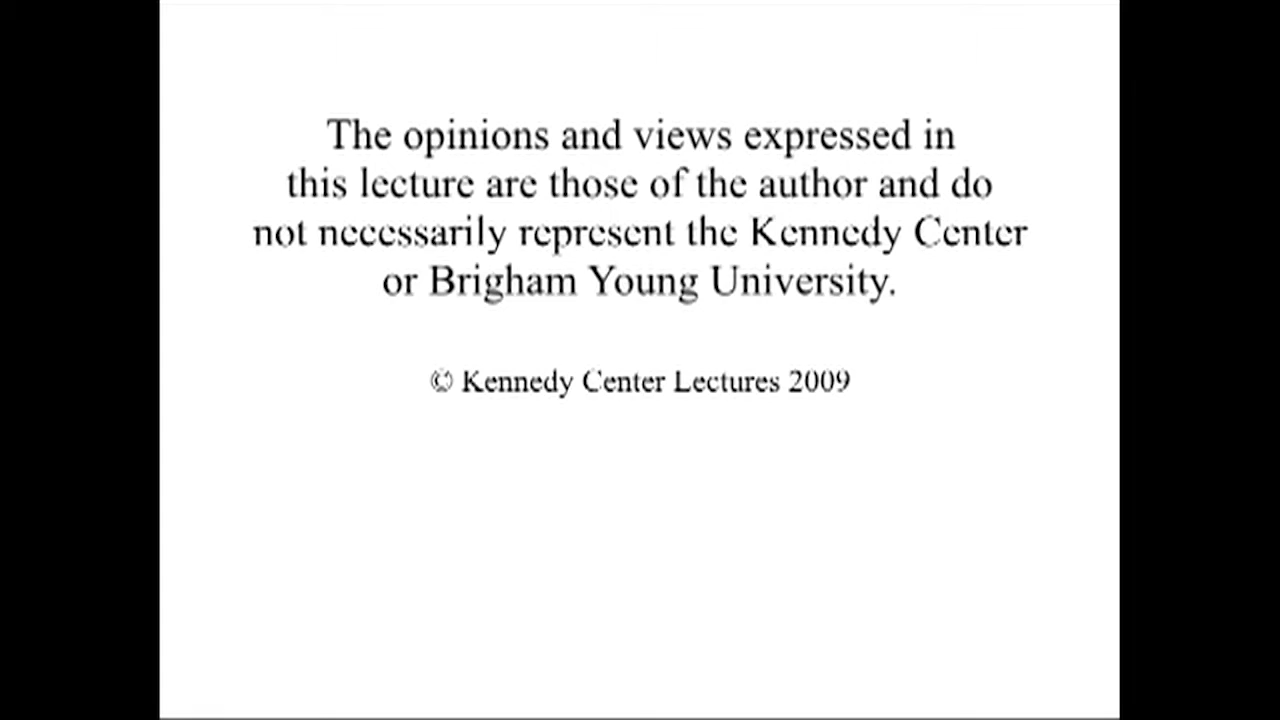 The opinions and views expressed in
this lecture are those of the author and do
not necessarily represent the Kennedy Center
or Brigham Young University.
© Kennedy Center Lectures 2009